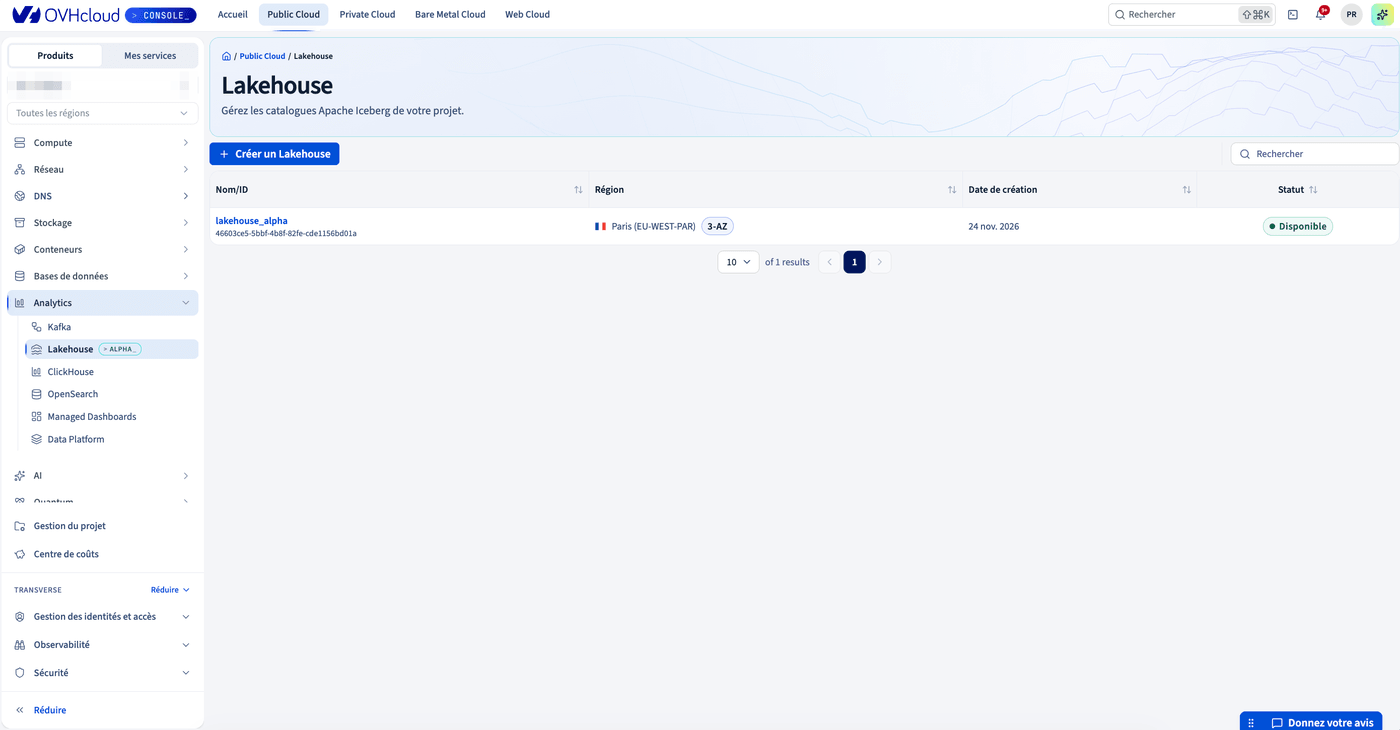 OVHcloud
> CONSOLE_
Accueil
Public Cloud
Private Cloud
Bare Metal Cloud
Web Cloud
Rechercher
⇧⌘K
9+
PR
Produits
Mes services
Toutes les régions
Compute
Réseau
DNS
Stockage
Conteneurs
Bases de données
Analytics
Kafka
Lakehouse > ALPHA_
ClickHouse
OpenSearch
Managed Dashboards
Data Platform
AI
Quantum
Gestion du projet
Centre de coûts
TRANSVERSE Réduire
Gestion des identités et accès
Observabilité
Sécurité
Réduire
/ Public Cloud / Lakehouse
Lakehouse
Gérez les catalogues Apache Iceberg de votre projet.
+ Créer un Lakehouse
Rechercher
Nom/ID Région Date de création Statut
lakehouse_alpha
46603ce5-5bbf-4b8f-82fe-cde1156bd01a
Paris (EU-WEST-PAR) 3-AZ
24 nov. 2026
Disponible
10 of 1 results 1
Donnez votre avis